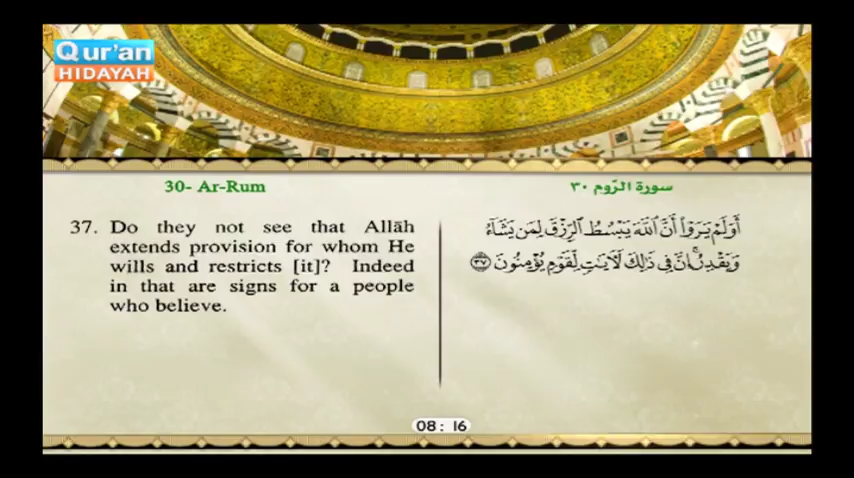 Qur'an
HIDAYAH
30- Ar-Rum
سورة الرّوم ٣٠
37. Do they not see that Allāh
extends provision for whom He
wills and restricts [it]? Indeed
in that are signs for a people
who believe.
أَوَلَمْ يَرَوْا۟ أَنَّ ٱللَّهَ يَبْسُطُ ٱلرِّزْقَ لِمَن يَشَآءُ
وَيَقْدِرُ ۚ إِنَّ فِى ذَٰلِكَ لَـَٔايَـٰتٍ لِّقَوْمٍ يُؤْمِنُونَ ٣٧
08: 16